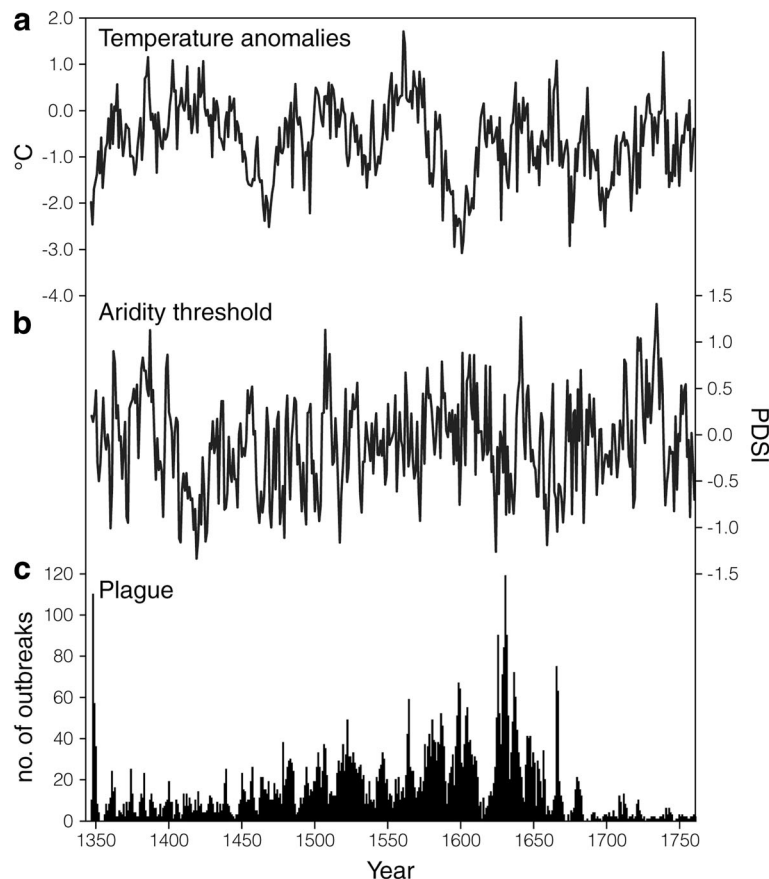 a
Temperature anomalies
2.0
1.0
0.0
-1.0
-2.0
-3.0
-4.0
°C
b
Aridity threshold
1.5
1.0
0.5
0.0
-0.5
-1.0
-1.5
PDSI
c
Plague
120
100
80
60
40
20
0
no. of outbreaks
1350 1400 1450 1500 1550 1600 1650 1700 1750
Year